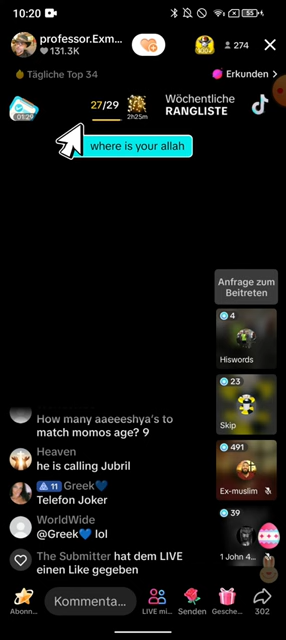 10:20
55
professor.Exm...
131.3K
274
Tägliche Top 34
Erkunden >
01:29
27/29
2h25m
Wöchentliche
RANGLISTE
where is your allah
Anfrage zum
Beitreten
4
Hiswords
23
Skip
491
Ex-muslim
39
1 John 4...
How many aaeeeshya's to
match momos age? 9
Heaven
he is calling Jubril
11 Greek💙
Telefon Joker
WorldWide
@Greek💙 lol
The Submitter hat dem LIVE
einen Like gegeben
Abonn...
Kommenta...
LIVE mi...
Senden
Gesche...
302